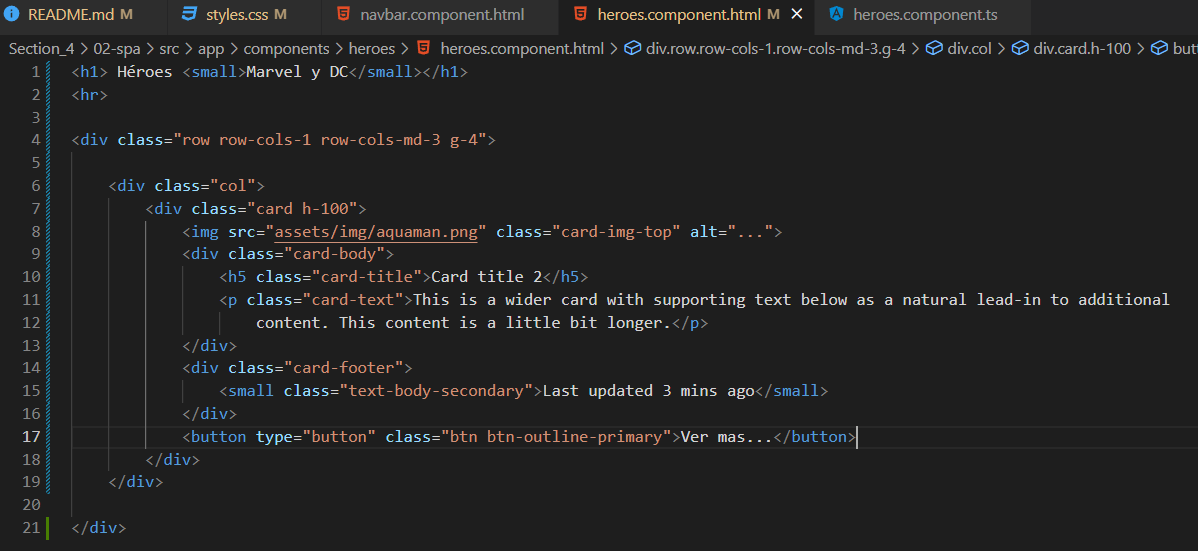 README.md M styles.css M navbar.component.html heroes.component.html M heroes.component.ts
Section_4 > 02-spa > src > app > components > heroes > heroes.component.html > div.row.row-cols-1.row-cols-md-3.g-4 > div.col > div.card.h-100 >
1 <h1> Héroes <small>Marvel y DC</small></h1>
2 <hr>
3
4 <div class="row row-cols-1 row-cols-md-3 g-4">
5
6 <div class="col">
7 <div class="card h-100">
8 <img src="assets/img/aquaman.png" class="card-img-top" alt="...">
9 <div class="card-body">
10 <h5 class="card-title">Card title 2</h5>
11 <p class="card-text">This is a wider card with supporting text below as a natural lead-in to additional
12 content. This content is a little bit longer.</p>
13 </div>
14 <div class="card-footer">
15 <small class="text-body-secondary">Last updated 3 mins ago</small>
16 </div>
17 <button type="button" class="btn btn-outline-primary">Ver mas...</button>
18 </div>
19 </div>
20
21 </div>